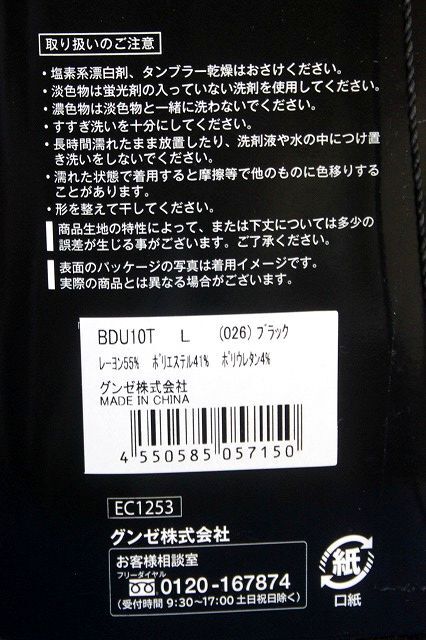 取り扱いのご注意
・塩素系漂白剤、タンブラー乾燥はおさけください。
・淡色物は蛍光剤の入っていない洗剤を使用してください。
・濃色物は淡色物と一緒に洗わないでください。
・すすぎ洗いを十分にしてください。
・長時間濡れたまま放置したり、洗剤液や水の中につけ置
き洗いをしないでください。
・濡れた状態で着用すると摩擦等で他のものに色移りする
ことがあります。
・形を整えて干してください。
商品生地の特性によって、または下丈については多少の
誤差が生じる事がございます。ご了承ください。
表面のパッケージの写真は着用イメージです。
実際の商品とは異なる場合がございます。
BDU10T L (026) ブラック
レーヨン55% ポリエステル41% ポリウレタン4%
グンゼ株式会社
MADE IN CHINA
4 550585 057150
EC1253
グンゼ株式会社
お客様相談室
フリーダイヤル
0120-167874
(受付時間 9:30~17:00 土日祝日除く)
紙
口紙